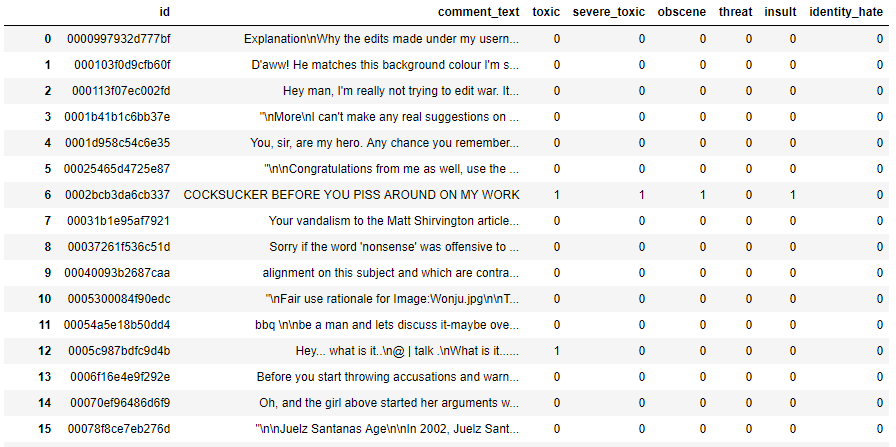 id comment_text toxic severe_toxic obscene threat insult identity_hate
0 0000997932d777bf Explanation\nWhy the edits made under my usern... 0 0 0 0 0 0
1 000103f0d9cfb60f D'aww! He matches this background colour I'm s... 0 0 0 0 0 0
2 000113f07ec002fd Hey man, I'm really not trying to edit war. It... 0 0 0 0 0 0
3 0001b41b1c6bb37e "\nMore\nI can't make any real suggestions on ... 0 0 0 0 0 0
4 0001d958c54c6e35 You, sir, are my hero. Any chance you remember... 0 0 0 0 0 0
5 00025465d4725e87 "\n\nCongratulations from me as well, use the ... 0 0 0 0 0 0
6 0002bcb3da6cb337 COCKSUCKER BEFORE YOU PISS AROUND ON MY WORK 1 1 1 0 1 0
7 00031b1e95af7921 Your vandalism to the Matt Shirvington article... 0 0 0 0 0 0
8 00037261f536c51d Sorry if the word 'nonsense' was offensive to ... 0 0 0 0 0 0
9 00040093b2687caa alignment on this subject and which are contra... 0 0 0 0 0 0
10 0005300084f90edc "\nFair use rationale for Image:Wonju.jpg\n\nT... 0 0 0 0 0 0
11 00054a5e18b50dd4 bbq \n\nbe a man and lets discuss it-maybe ove... 0 0 0 0 0 0
12 0005c987bdfc9d4b Hey... what is it..\n@ | talk .\nWhat is it...... 1 0 0 0 0 0
13 0006f16e4e9f292e Before you start throwing accusations and warn... 0 0 0 0 0 0
14 00070ef96486d6f9 Oh, and the girl above started her arguments w... 0 0 0 0 0 0
15 00078f8ce7eb276d "\n\nJuelz Santanas Age\n\nIn 2002, Juelz Sant... 0 0 0 0 0 0